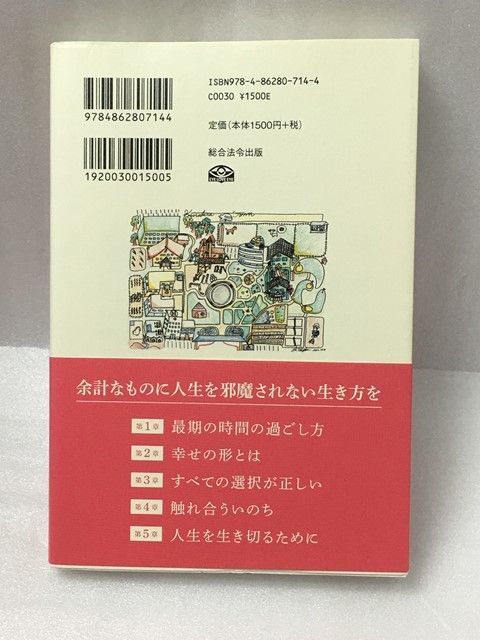 ISBN978-4-86280-714-4
C0030 ¥1500E
9784862807144
定価(本体1500円+税)
1920030015005
総合法令出版
余計なものに人生を邪魔されない生き方を
第1章 最期の時間の過ごし方
第2章 幸せの形とは
第3章 すべての選択が正しい
第4章 触れ合ういのち
第5章 人生を生き切るために